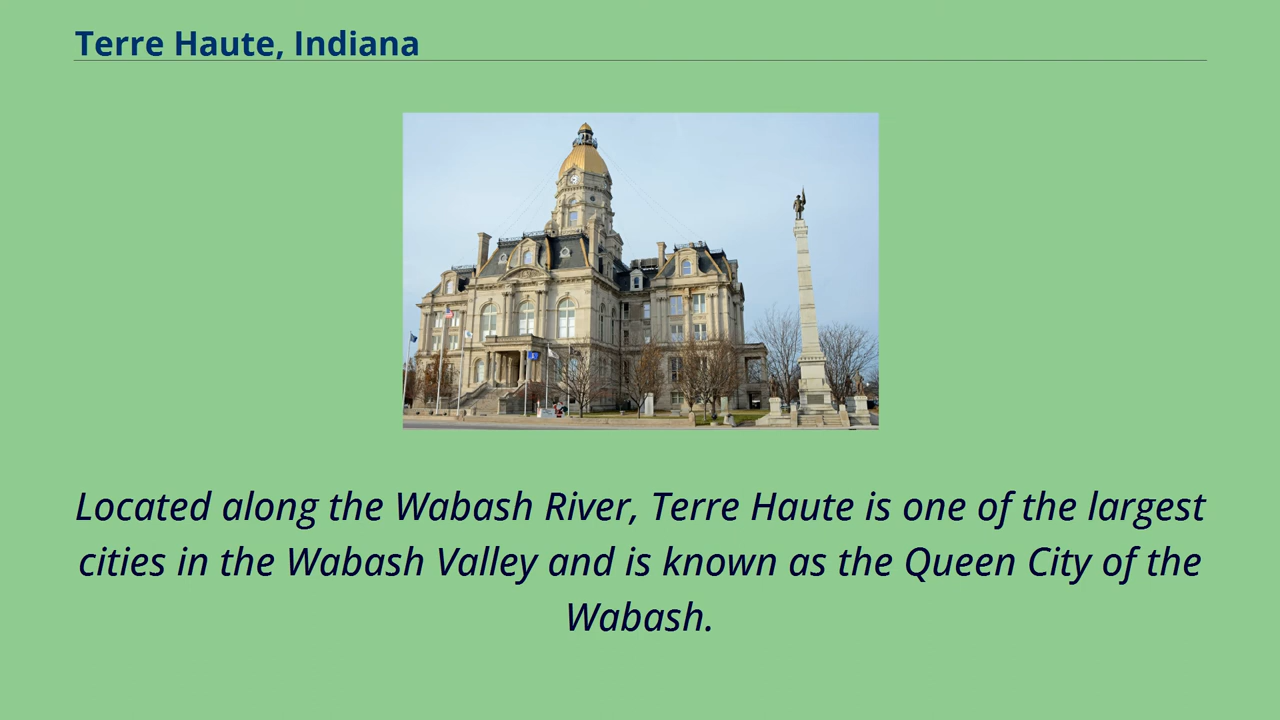 Terre Haute, Indiana
Located along the Wabash River, Terre Haute is one of the largest
cities in the Wabash Valley and is known as the Queen City of the
Wabash.